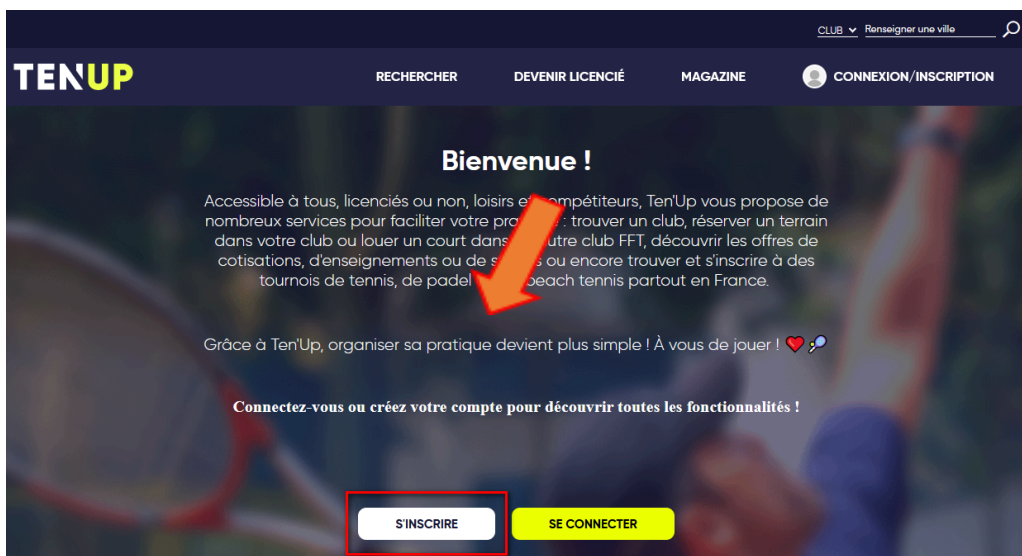 CLUB Renseigner une ville
TENUP RECHERCHER DEVENIR LICENCIÉ MAGAZINE CONNEXION/INSCRIPTION
Bienvenue !
Accessible à tous, licenciés ou non, loisirs et compétiteurs, Ten'Up vous propose de
nombreux services pour faciliter votre : trouver un club, réserver un terrain
dans votre club ou louer un court dans autre club FFT, découvrir les offres de
cotisations, d'enseignements ou de ou encore trouver et s'inscrire à des
tournois de tennis, de padel beach tennis partout en France.
Grâce à Ten'Up, organiser sa pratique devient plus simple ! À vous de jouer ! ❤️🎾
Connectez-vous ou créez votre compte pour découvrir toutes les fonctionnalités !
S'INSCRIRE SE CONNECTER